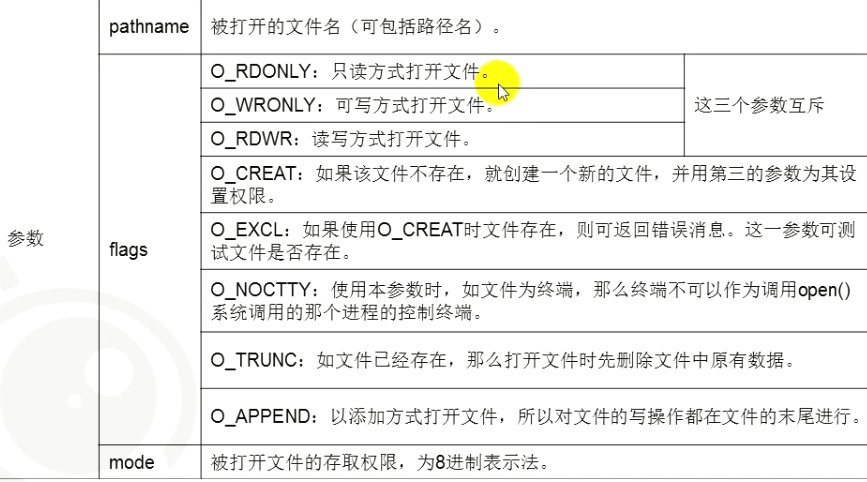 pathname
被打开的文件名（可包括路径名）。
参数
flags
O_RDONLY：只读方式打开文件。
O_WRONLY：可写方式打开文件。
O_RDWR：读写方式打开文件。
这三个参数互斥
O_CREAT：如果该文件不存在，就创建一个新的文件，并用第三的参数为其设
置权限。
O_EXCL：如果使用O_CREAT时文件存在，则可返回错误消息。这一参数可测
试文件是否存在。
O_NOCTTY：使用本参数时，如文件为终端，那么终端不可以作为调用open()
系统调用的那个进程的控制终端。
O_TRUNC：如文件已经存在，那么打开文件时先删除文件中原有数据。
O_APPEND：以添加方式打开文件，所以对文件的写操作都在文件的末尾进行。
mode
被打开文件的存取权限，为8进制表示法。